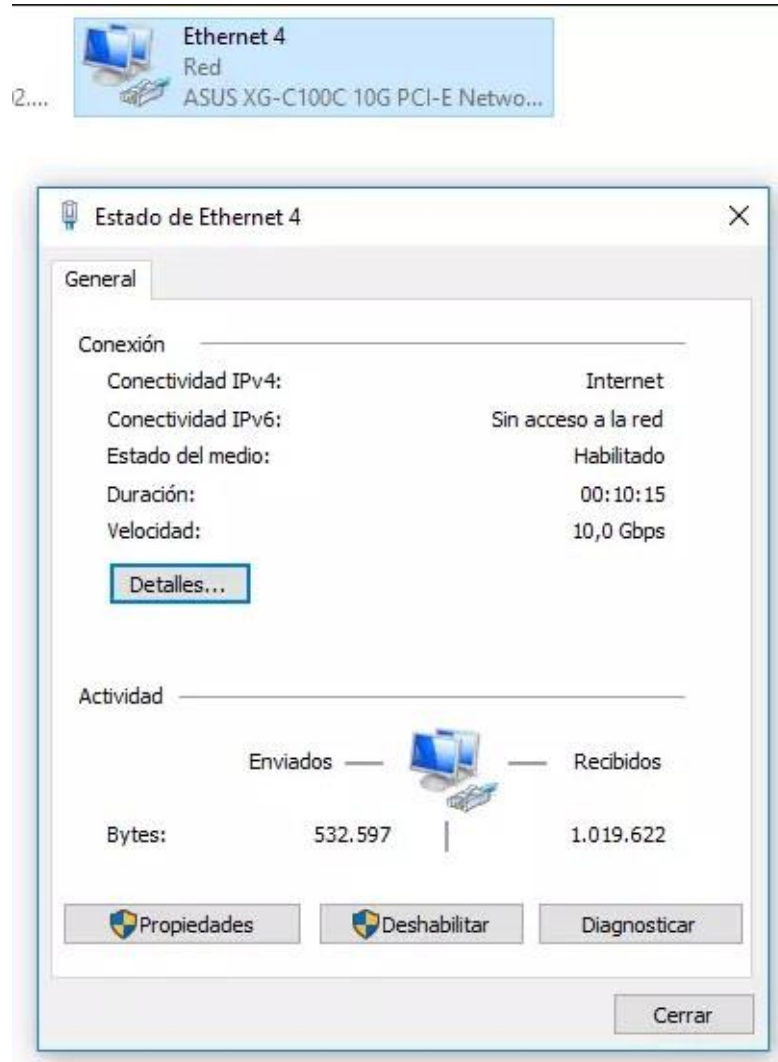 Ethernet 4
Red
ASUS XG-C100C 10G PCI-E Netwo...
Estado de Ethernet 4
General
Conexión
Conectividad IPv4: Internet
Conectividad IPv6: Sin acceso a la red
Estado del medio: Habilitado
Duración: 00:10:15
Velocidad: 10,0 Gbps
Detalles...
Actividad
Enviados Recibidos
Bytes: 532.597 1.019.622
Propiedades Deshabilitar Diagnosticar
Cerrar